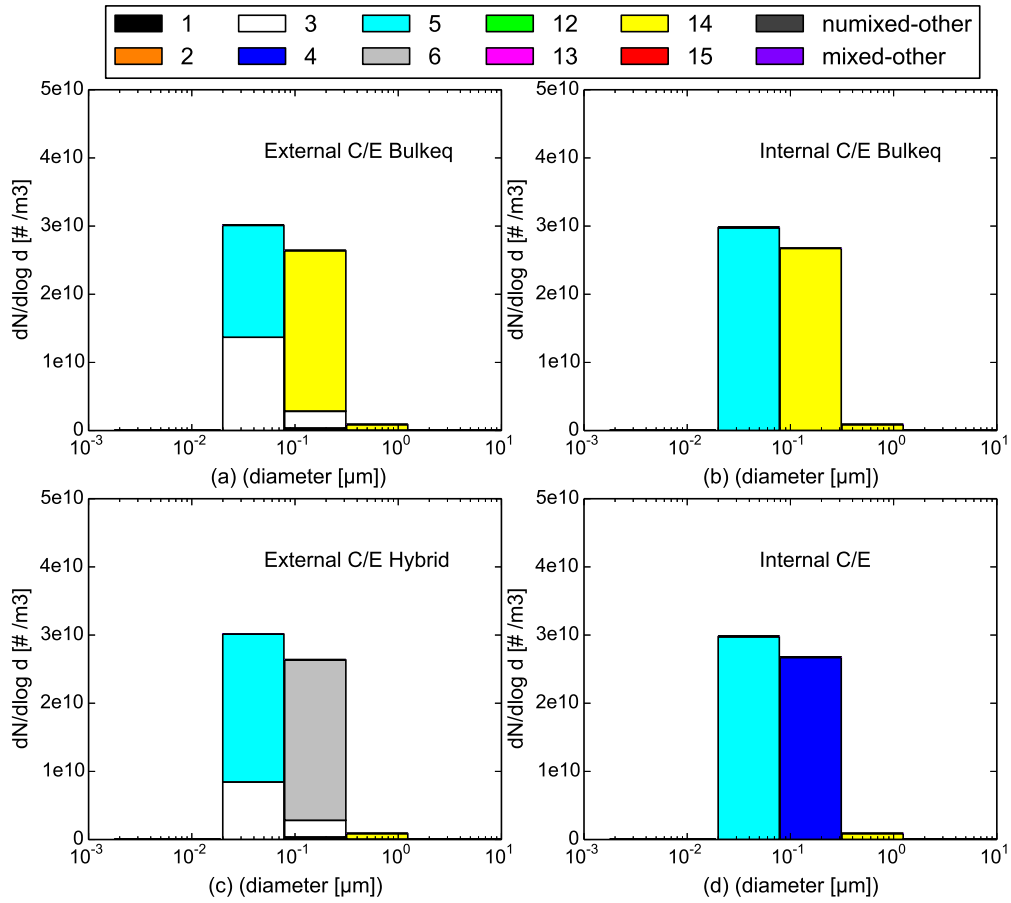 1 3 5 12 14 numixed-other
2 4 6 13 15 mixed-other
5e10 5e10
External C/E Bulkeq Internal C/E Bulkeq
4e10 4e10
3e10 3e10
2e10 2e10
1e10 1e10
0 0
dN/dlog d [# /m3] dN/dlog d [# /m3]
10⁻³ 10⁻² 10⁻¹ 10⁰ 10¹ 10⁻³ 10⁻² 10⁻¹ 10⁰ 10¹
(a) (diameter [µm]) (b) (diameter [µm])
5e10 5e10
External C/E Hybrid Internal C/E
4e10 4e10
3e10 3e10
2e10 2e10
1e10 1e10
0 0
dN/dlog d [# /m3] dN/dlog d [# /m3]
10⁻³ 10⁻² 10⁻¹ 10⁰ 10¹ 10⁻³ 10⁻² 10⁻¹ 10⁰ 10¹
(c) (diameter [µm]) (d) (diameter [µm])